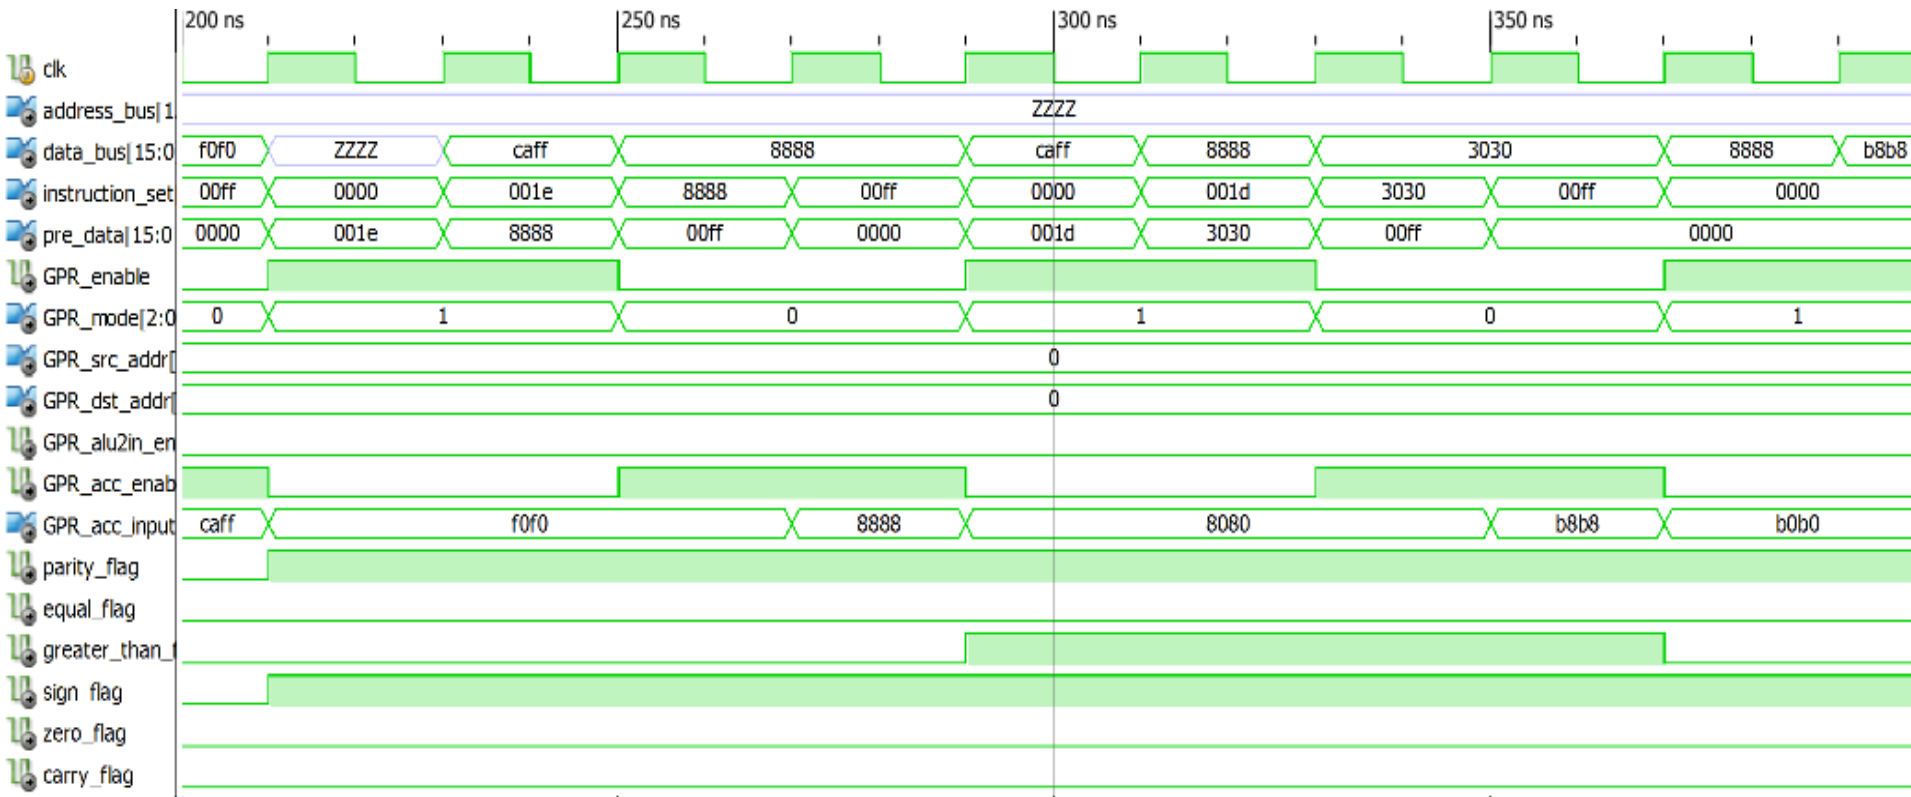 200 ns 250 ns 300 ns 350 ns
clk
address_bus[1 ZZZZ
data_bus[15:0 f0f0 ZZZZ caff 8888 caff 8888 3030 8888 b8b8
instruction_set 00ff 0000 001e 8888 00ff 0000 001d 3030 00ff 0000
pre_data[15:0 0000 001e 8888 00ff 0000 001d 3030 00ff 0000
GPR_enable
GPR_mode[2:0 0 1 0 1 0 1
GPR_src_addr[ 0
GPR_dst_addr[ 0
GPR_alu2in_en
GPR_acc_enab
GPR_acc_input caff f0f0 8888 8080 b8b8 b0b0
parity_flag
equal_flag
greater_than_f
sign_flag
zero_flag
carry_flag